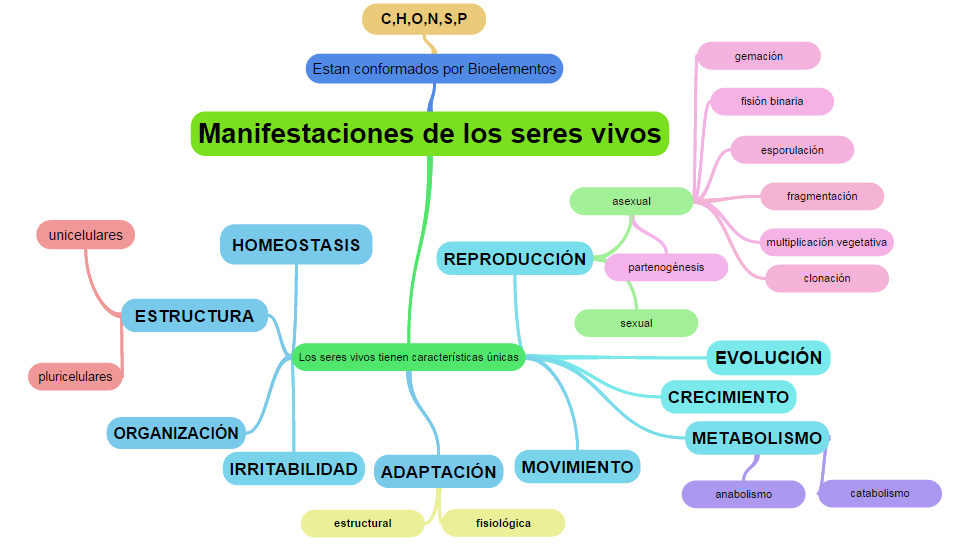 C,H,O,N,S,P
Estan conformados por Bioelementos
Manifestaciones de los seres vivos
gemación
fisión binaria
esporulación
fragmentación
multiplicación vegetativa
clonación
asexual
partenogénesis
sexual
REPRODUCCIÓN
HOMEOSTASIS
unicelulares
ESTRUCTURA
pluricelulares
Los seres vivos tienen características únicas
EVOLUCIÓN
CRECIMIENTO
METABOLISMO
anabolismo
catabolismo
ORGANIZACIÓN
IRRITABILIDAD
ADAPTACIÓN
MOVIMIENTO
estructural
fisiológica